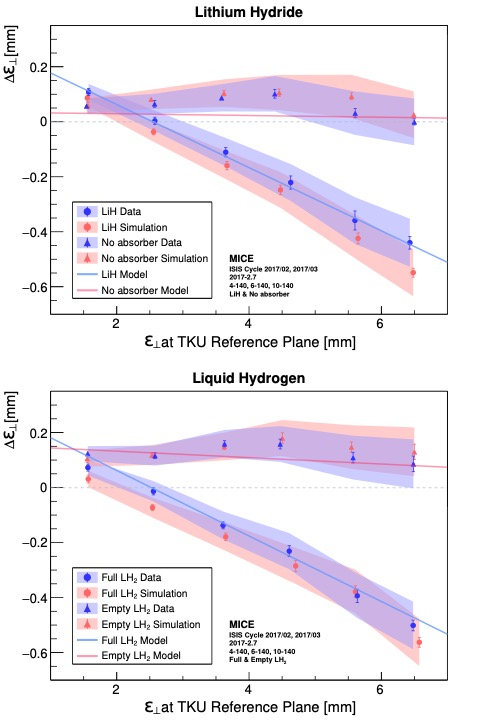 Lithium Hydride
Δε⊥[mm]
0.2
0
−0.2
−0.4
−0.6
LiH Data
LiH Simulation
No absorber Data
No absorber Simulation
LiH Model
No absorber Model
MICE
ISIS Cycle 2017/02, 2017/03
2017-2.7
4-140, 6-140, 10-140
LiH & No absorber
2 4 6
ε⊥at TKU Reference Plane [mm]
Liquid Hydrogen
Δε⊥[mm]
0.2
0
−0.2
−0.4
−0.6
Full LH₂ Data
Full LH₂ Simulation
Empty LH₂ Data
Empty LH₂ Simulation
Full LH₂ Model
Empty LH₂ Model
MICE
ISIS Cycle 2017/02, 2017/03
2017-2.7
4-140, 6-140, 10-140
Full & Empty LH₂
2 4 6
ε⊥at TKU Reference Plane [mm]